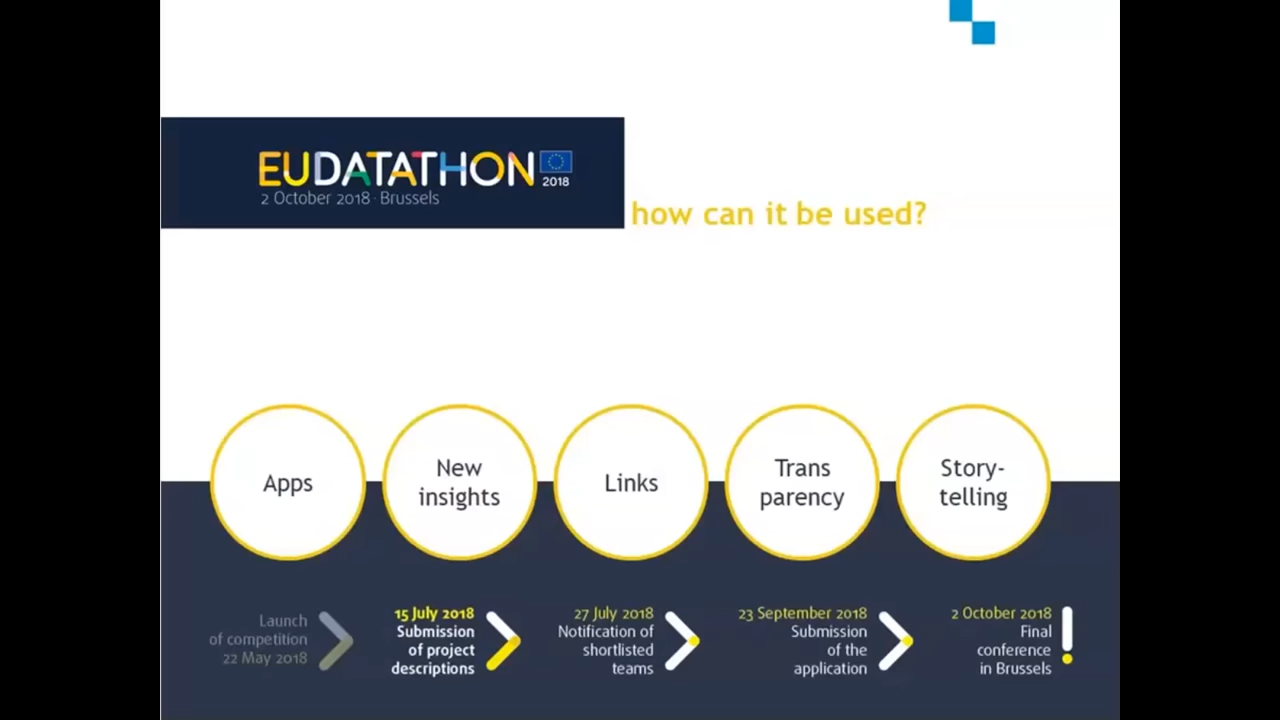 EUDATATHON
2018
2 October 2018 · Brussels
how can it be used?
Apps
New
insights
Links
Trans
parency
Story-
telling
Launch
of competition
22 May 2018
15 July 2018
Submission
of project
descriptions
27 July 2018
Notification of
shortlisted
teams
23 September 2018
Submission
of the
application
2 October 2018
Final
conference
in Brussels